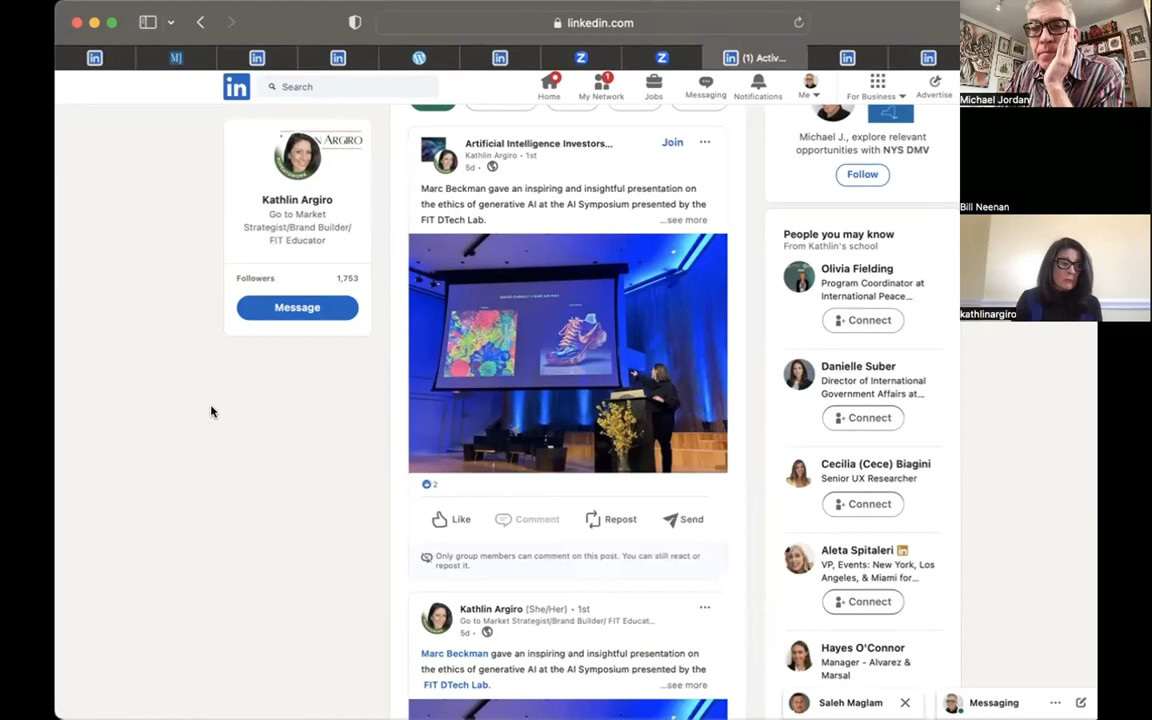 linkedin.com
(1) Activ...
Search
Home
My Network
1
Jobs
Messaging
Notifications
Me
For Business
Advertise
ARGIRO
Kathlin Argiro
Go to Market
Strategist/Brand Builder/
FIT Educator
Followers
1,753
Message
Artificial Intelligence Investors...
Join
Kathlin Argiro • 1st
5d •
Marc Beckman gave an inspiring and insightful presentation on
the ethics of generative AI at the AI Symposium presented by the
FIT DTech Lab.
...see more
2
Like
Comment
Repost
Send
Only group members can comment on this post. You can still react or
repost it.
Kathlin Argiro (She/Her) • 1st
Go to Market Strategist/Brand Builder/ FIT Educat...
5d •
Marc Beckman gave an inspiring and insightful presentation on
the ethics of generative AI at the AI Symposium presented by the
FIT DTech Lab.
...see more
Michael J., explore relevant
opportunities with NYS DMV
Follow
People you may know
From Kathlin's school
Olivia Fielding
Program Coordinator at
International Peace...
Connect
Danielle Suber
Director of International
Government Affairs at...
Connect
Cecilia (Cece) Biagini
Senior UX Researcher
Connect
Aleta Spitaleri
VP, Events: New York, Los
Angeles, & Miami for...
Connect
Hayes O'Connor
Manager - Alvarez &
Marsal
Saleh Maglam
Messaging
Michael Jordan
Bill Neenan
kathlinargiro